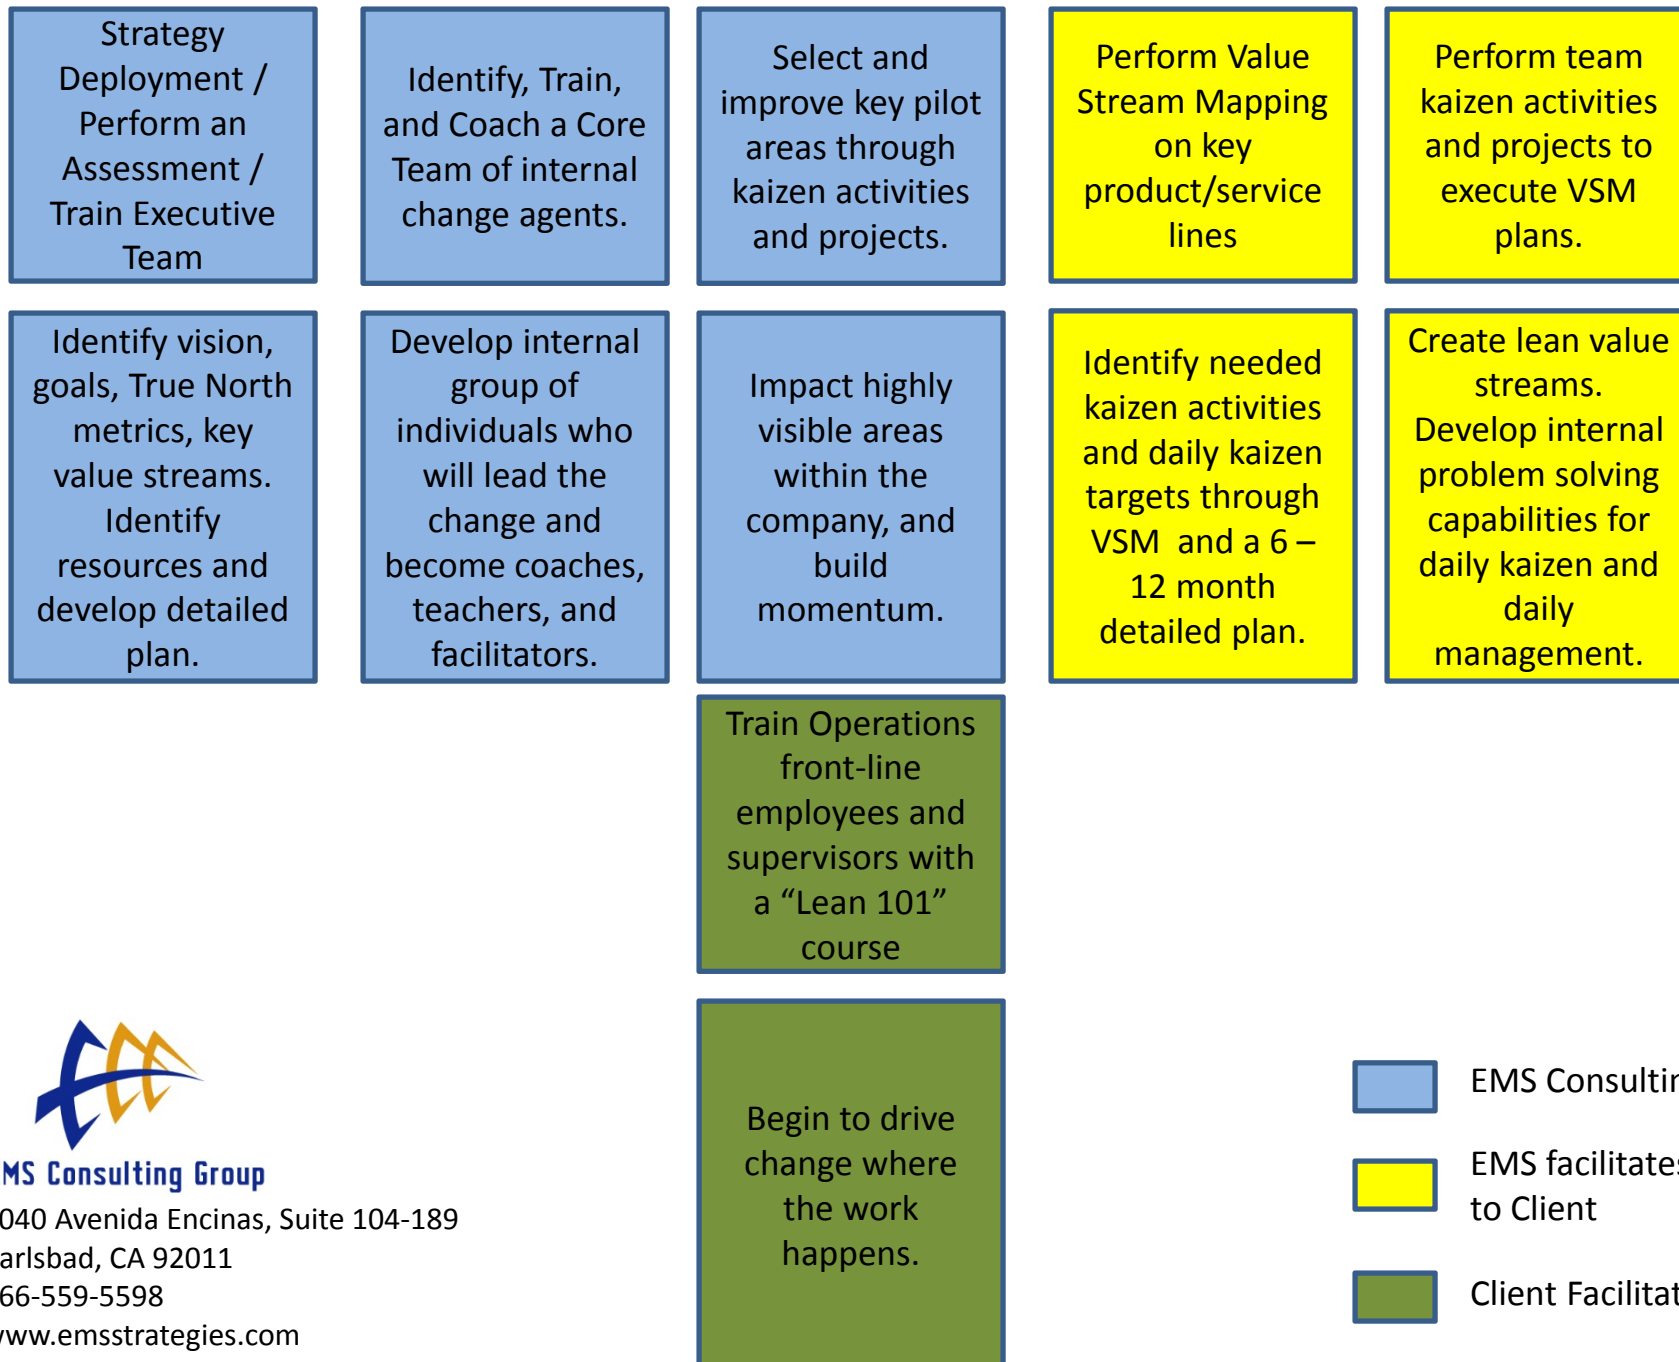 Strategy
Deployment /
Perform an
Assessment /
Train Executive
Team
Identify, Train,
and Coach a Core
Team of internal
change agents.
Select and
improve key pilot
areas through
kaizen activities
and projects.
Perform Value
Stream Mapping
on key
product/service
lines
Perform team
kaizen activities
and projects to
execute VSM
plans.
Identify vision,
goals, True North
metrics, key
value streams.
Identify
resources and
develop detailed
plan.
Develop internal
group of
individuals who
will lead the
change and
become coaches,
teachers, and
facilitators.
Impact highly
visible areas
within the
company, and
build
momentum.
Identify needed
kaizen activities
and daily kaizen
targets through
VSM and a 6 –
12 month
detailed plan.
Create lean value
streams.
Develop internal
problem solving
capabilities for
daily kaizen and
daily
management.
Train Operations
front-line
employees and
supervisors with
a “Lean 101”
course
Begin to drive
change where
the work
happens.
MS Consulting Group
040 Avenida Encinas, Suite 104-189
arlsbad, CA 92011
66-559-5598
www.emsstrategies.com
EMS Consultin
EMS facilitates
to Client
Client Facilitat